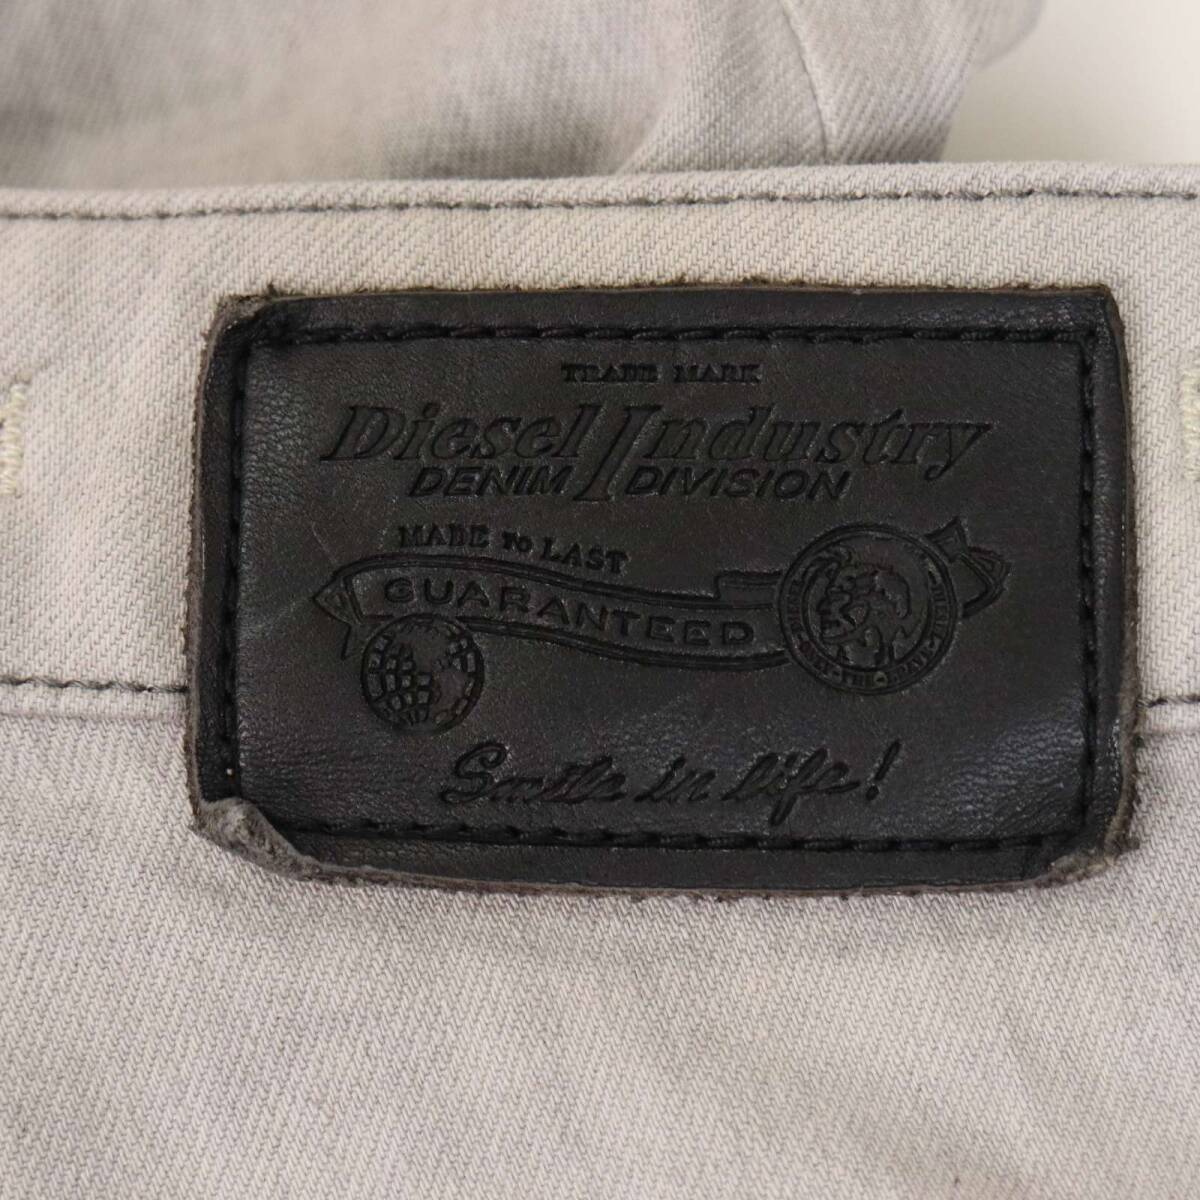 TRADE MARK
Diesel Industry
DENIM DIVISION
MADE TO LAST
GUARANTEED
Smile in life!